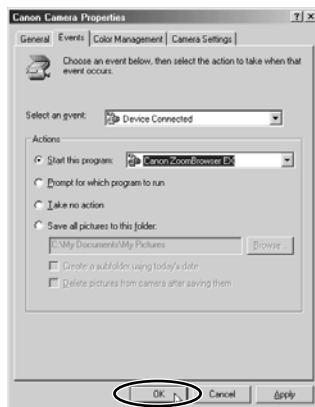 Canon Camera Properties
General Events Color Management Camera Settings
Choose an event below, then select the action to take when that
event occurs.
Select an event: Device Connected
Actions
Start this program: Canon ZoomBrowser EX
Prompt for which program to run
Take no action
Save all pictures to this folder:
C:\My Documents\My Pictures Browse...
Create a subfolder using today's date
Delete pictures from camera after saving them
OK Cancel Apply